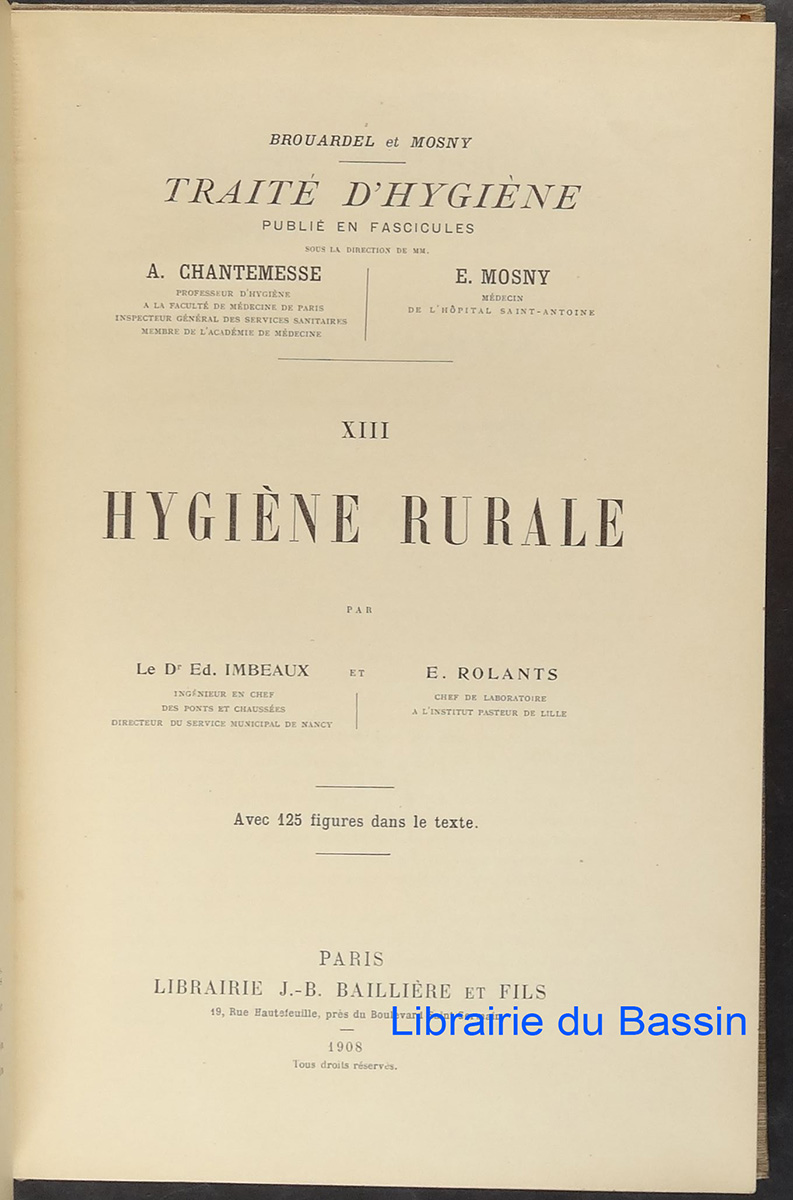 BROUARDEL et MOSNY
TRAITÉ D'HYGIÈNE
PUBLIÉ EN FASCICULES
SOUS LA DIRECTION DE MM.
A. CHANTEMESSE
PROFESSEUR D'HYGIÈNE
A LA FACULTÉ DE MÉDECINE DE PARIS
INSPECTEUR GÉNÉRAL DES SERVICES SANITAIRES
MEMBRE DE L'ACADÉMIE DE MÉDECINE
E. MOSNY
MÉDECIN
DE L'HÔPITAL SAINT-ANTOINE
XIII
HYGIÈNE RURALE
PAR
Le Dr Ed. IMBEAUX
INGÉNIEUR EN CHEF
DES PONTS ET CHAUSSÉES
DIRECTEUR DU SERVICE MUNICIPAL DE NANCY
ET
E. ROLANTS
CHEF DE LABORATOIRE
A L'INSTITUT PASTEUR DE LILLE
Avec 125 figures dans le texte.
PARIS
LIBRAIRIE J.-B. BAILLIÈRE ET FILS
19, Rue Hautefeuille, près du Boulevard Saint-Germain
Librairie du Bassin
1908
Tous droits réservés.